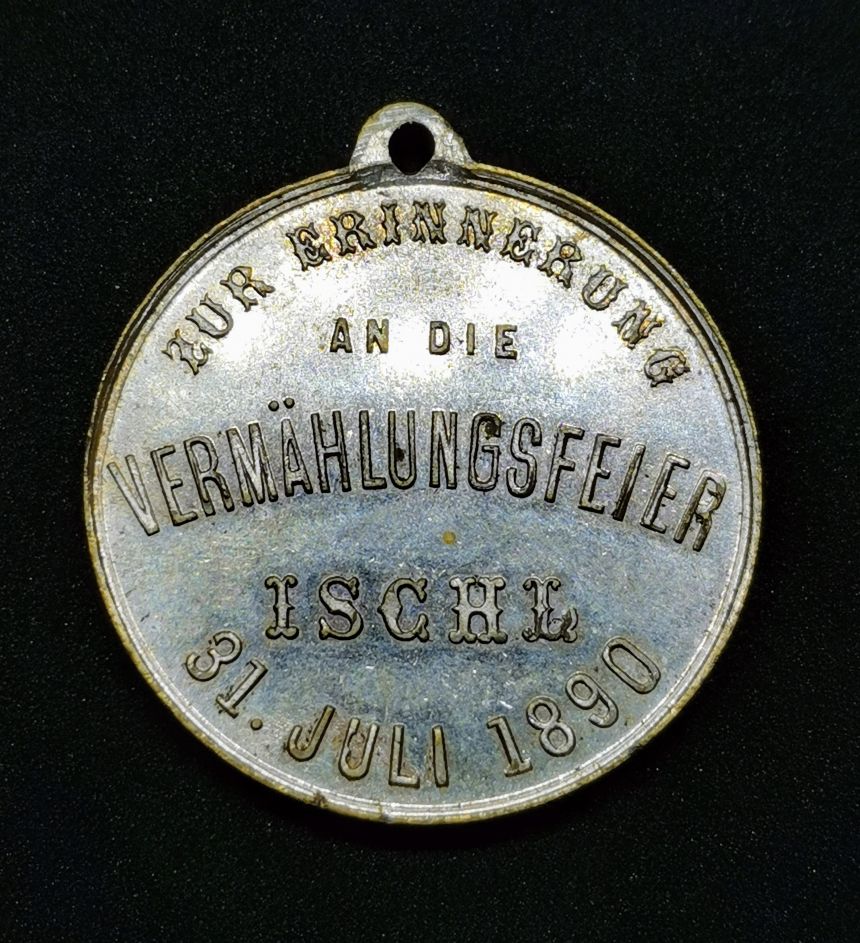 ZUR ERINNERUNG
AN DIE
VERMÄHLUNGSFEIER
ISCHL
31. JULI 1890